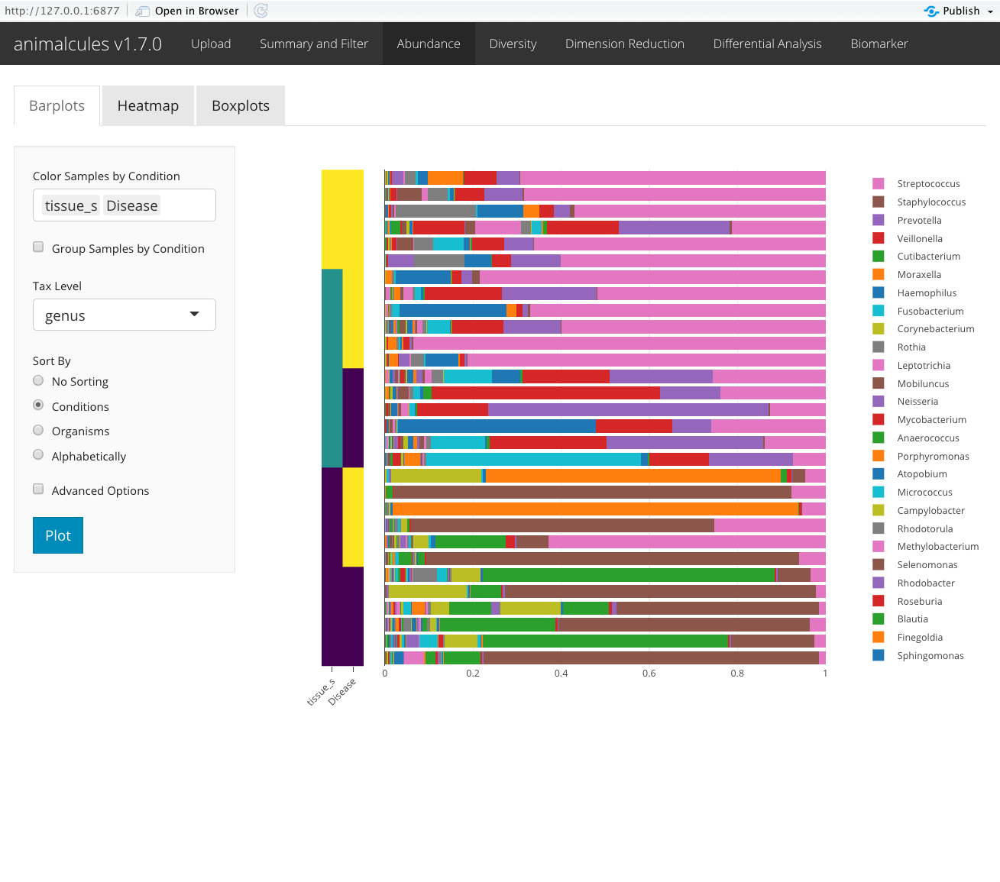 http://127.0.0.1:6877 Open in Browser Publish
animalcules v1.7.0 Upload Summary and Filter Abundance Diversity Dimension Reduction Differential Analysis Biomarker
Barplots Heatmap Boxplots
Color Samples by Condition
tissue_s Disease
Group Samples by Condition
Tax Level
genus
Sort By
No Sorting
Conditions
Organisms
Alphabetically
Advanced Options
Plot
tissue_s
Disease
0 0.2 0.4 0.6 0.8 1
Streptococcus
Staphylococcus
Prevotella
Veillonella
Cutibacterium
Moraxella
Haemophilus
Fusobacterium
Corynebacterium
Rothia
Leptotrichia
Mobiluncus
Neisseria
Mycobacterium
Anaerococcus
Porphyromonas
Atopobium
Micrococcus
Campylobacter
Rhodotorula
Methylobacterium
Selenomonas
Rhodobacter
Roseburia
Blautia
Finegoldia
Sphingomonas